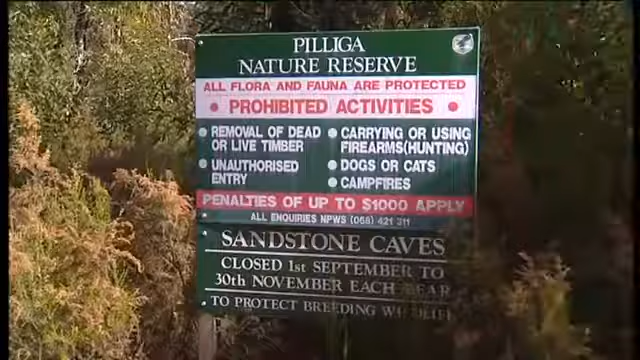 PILLIGA
NATURE RESERVE
ALL FLORA AND FAUNA ARE PROTECTED
PROHIBITED ACTIVITIES
REMOVAL OF DEAD
OR LIVE TIMBER
UNAUTHORISED
ENTRY
CARRYING OR USING
FIREARMS(HUNTING)
DOGS OR CATS
CAMPFIRES
PENALTIES OF UP TO $1000 APPLY
ALL ENQUIRIES NPWS (068) 421 311
SANDSTONE CAVES
CLOSED 1st SEPTEMBER TO
30th NOVEMBER EACH YEAR
TO PROTECT BREEDING WILDLIFE